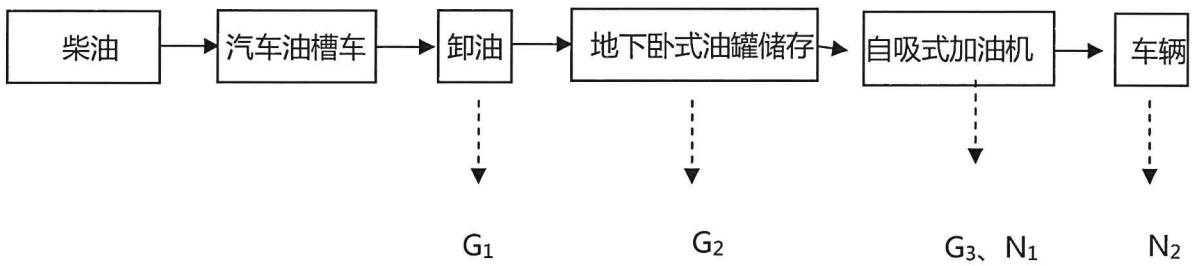 柴油
汽车油槽车
卸油
地下卧式油罐储存
自吸式加油机
车辆
G₁
G₂
G₃、N₁
N₂